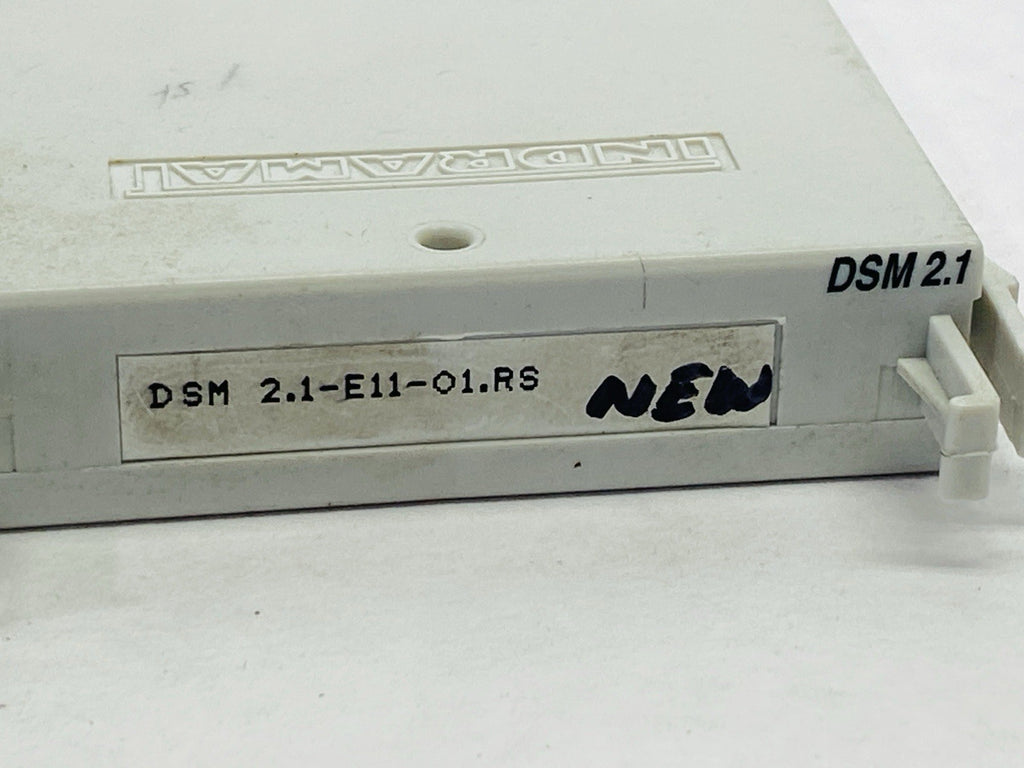 INDRAMAT
DSM 2.1
DSM 2.1-E11-01.RS NEW